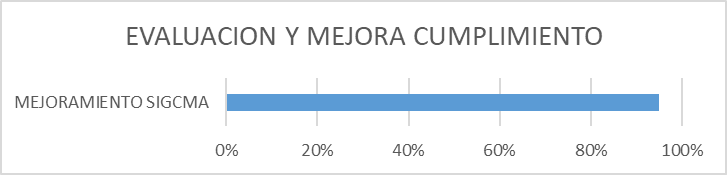 EVALUACION Y MEJORA CUMPLIMIENTO
MEJORAMIENTO SIGCMA
0% 20% 40% 60% 80% 100%